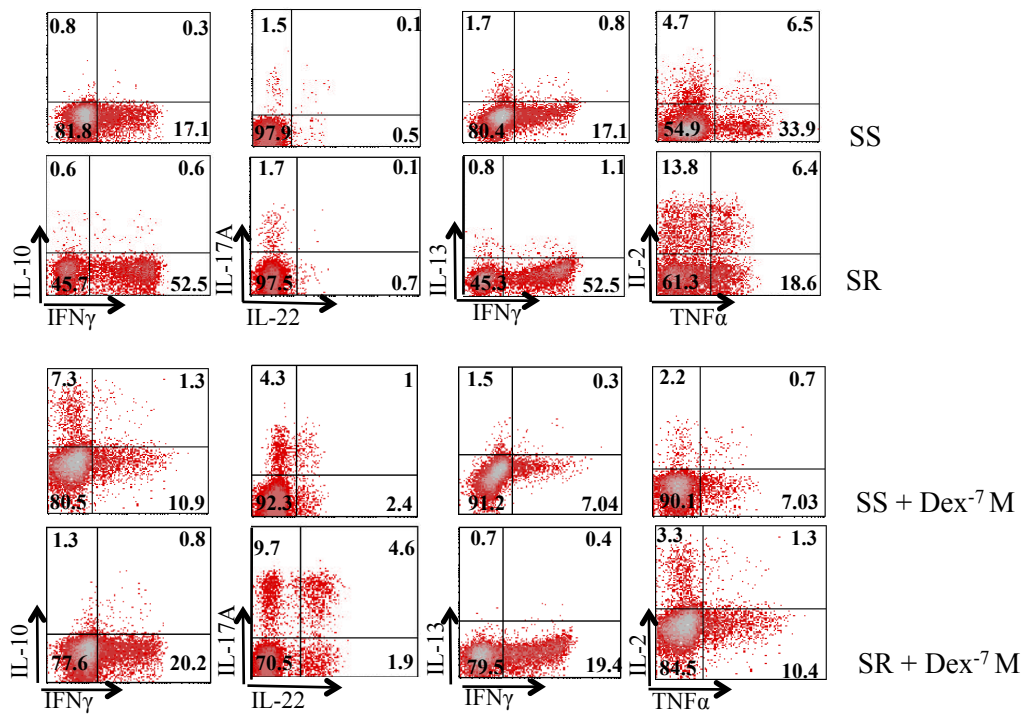 0.8 0.3 1.5 0.1 1.7 0.8 4.7 6.5
81.8 17.1 97.9 0.5 80.4 17.1 54.9 33.9 SS
0.6 0.6 1.7 0.1 0.8 1.1 13.8 6.4
IL-10 IL-17A IL-13 IL-2
45.7 52.5 97.5 0.7 45.3 52.5 61.3 18.6 SR
IFNγ IL-22 IFNγ TNFα
7.3 1.3 4.3 1 1.5 0.3 2.2 0.7
80.5 10.9 92.3 2.4 91.2 7.04 90.1 7.03 SS + Dex-7 M
1.3 0.8 9.7 4.6 0.7 0.4 3.3 1.3
IL-10 IL-17A IL-13 IL-2
77.6 20.2 70.5 1.9 79.5 19.4 84.5 10.4 SR + Dex-7 M
IFNγ IL-22 IFNγ TNFα